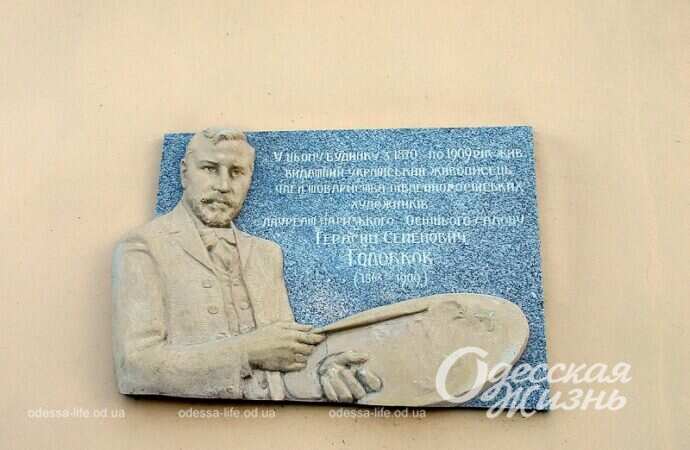 У цьому будинку з 1870 по 1909 рік жив
видатний український живописець,
член товариства південноросійських
художників
лауреат паризького Осіннього салону
Герасим Семенович
Головков
(1863 - 1909)
Одесская
Жизнь
odessa-life.od.ua
odessa-life.od.ua
odessa-life.od.ua